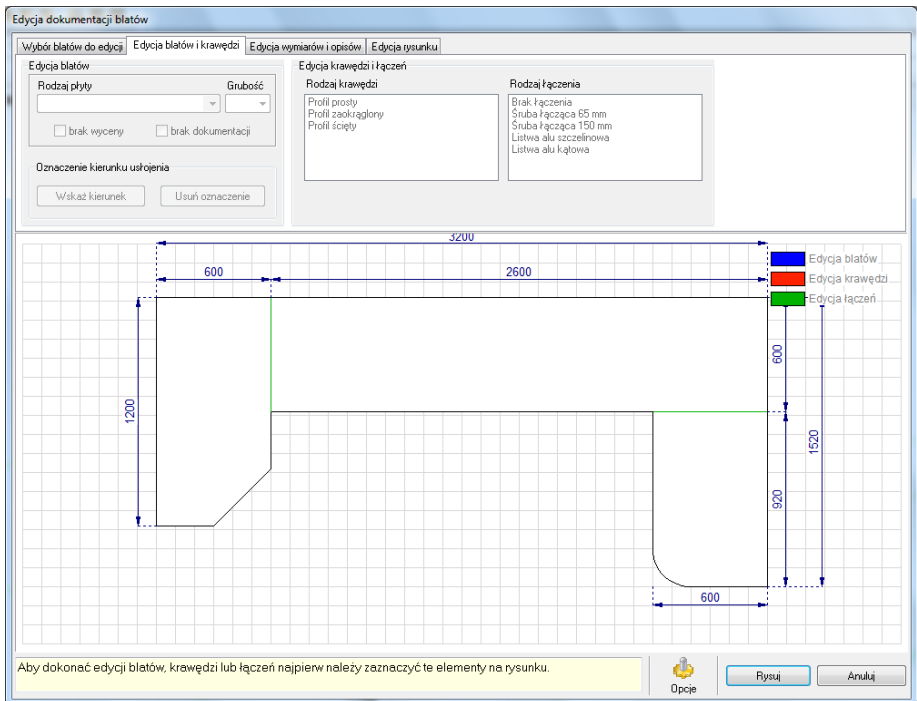 Edycja dokumentacji blatów
Wybór blatów do edycji Edycja blatów i krawędzi Edycja wymiarów i opisów Edycja rysunku
Edycja blatów
Rodzaj płyty Grubość
brak wyceny brak dokumentacji
Oznaczenie kierunku usłojenia
Wskaż kierunek Usuń oznaczenie
Edycja krawędzi i łączeń
Rodzaj krawędzi
Profil prosty
Profil zaokrąglony
Profil ścięty
Rodzaj łączenia
Brak łączenia
Śruba łącząca 65 mm
Śruba łącząca 150 mm
Listwa alu szczelinowa
Listwa alu kątowa
3200
600 2600
Edycja blatów
Edycja krawędzi
Edycja łączeń
600
1200
1520
920
600
Aby dokonać edycji blatów, krawędzi lub łączeń najpierw należy zaznaczyć te elementy na rysunku.
Opcje
Rysuj Anuluj